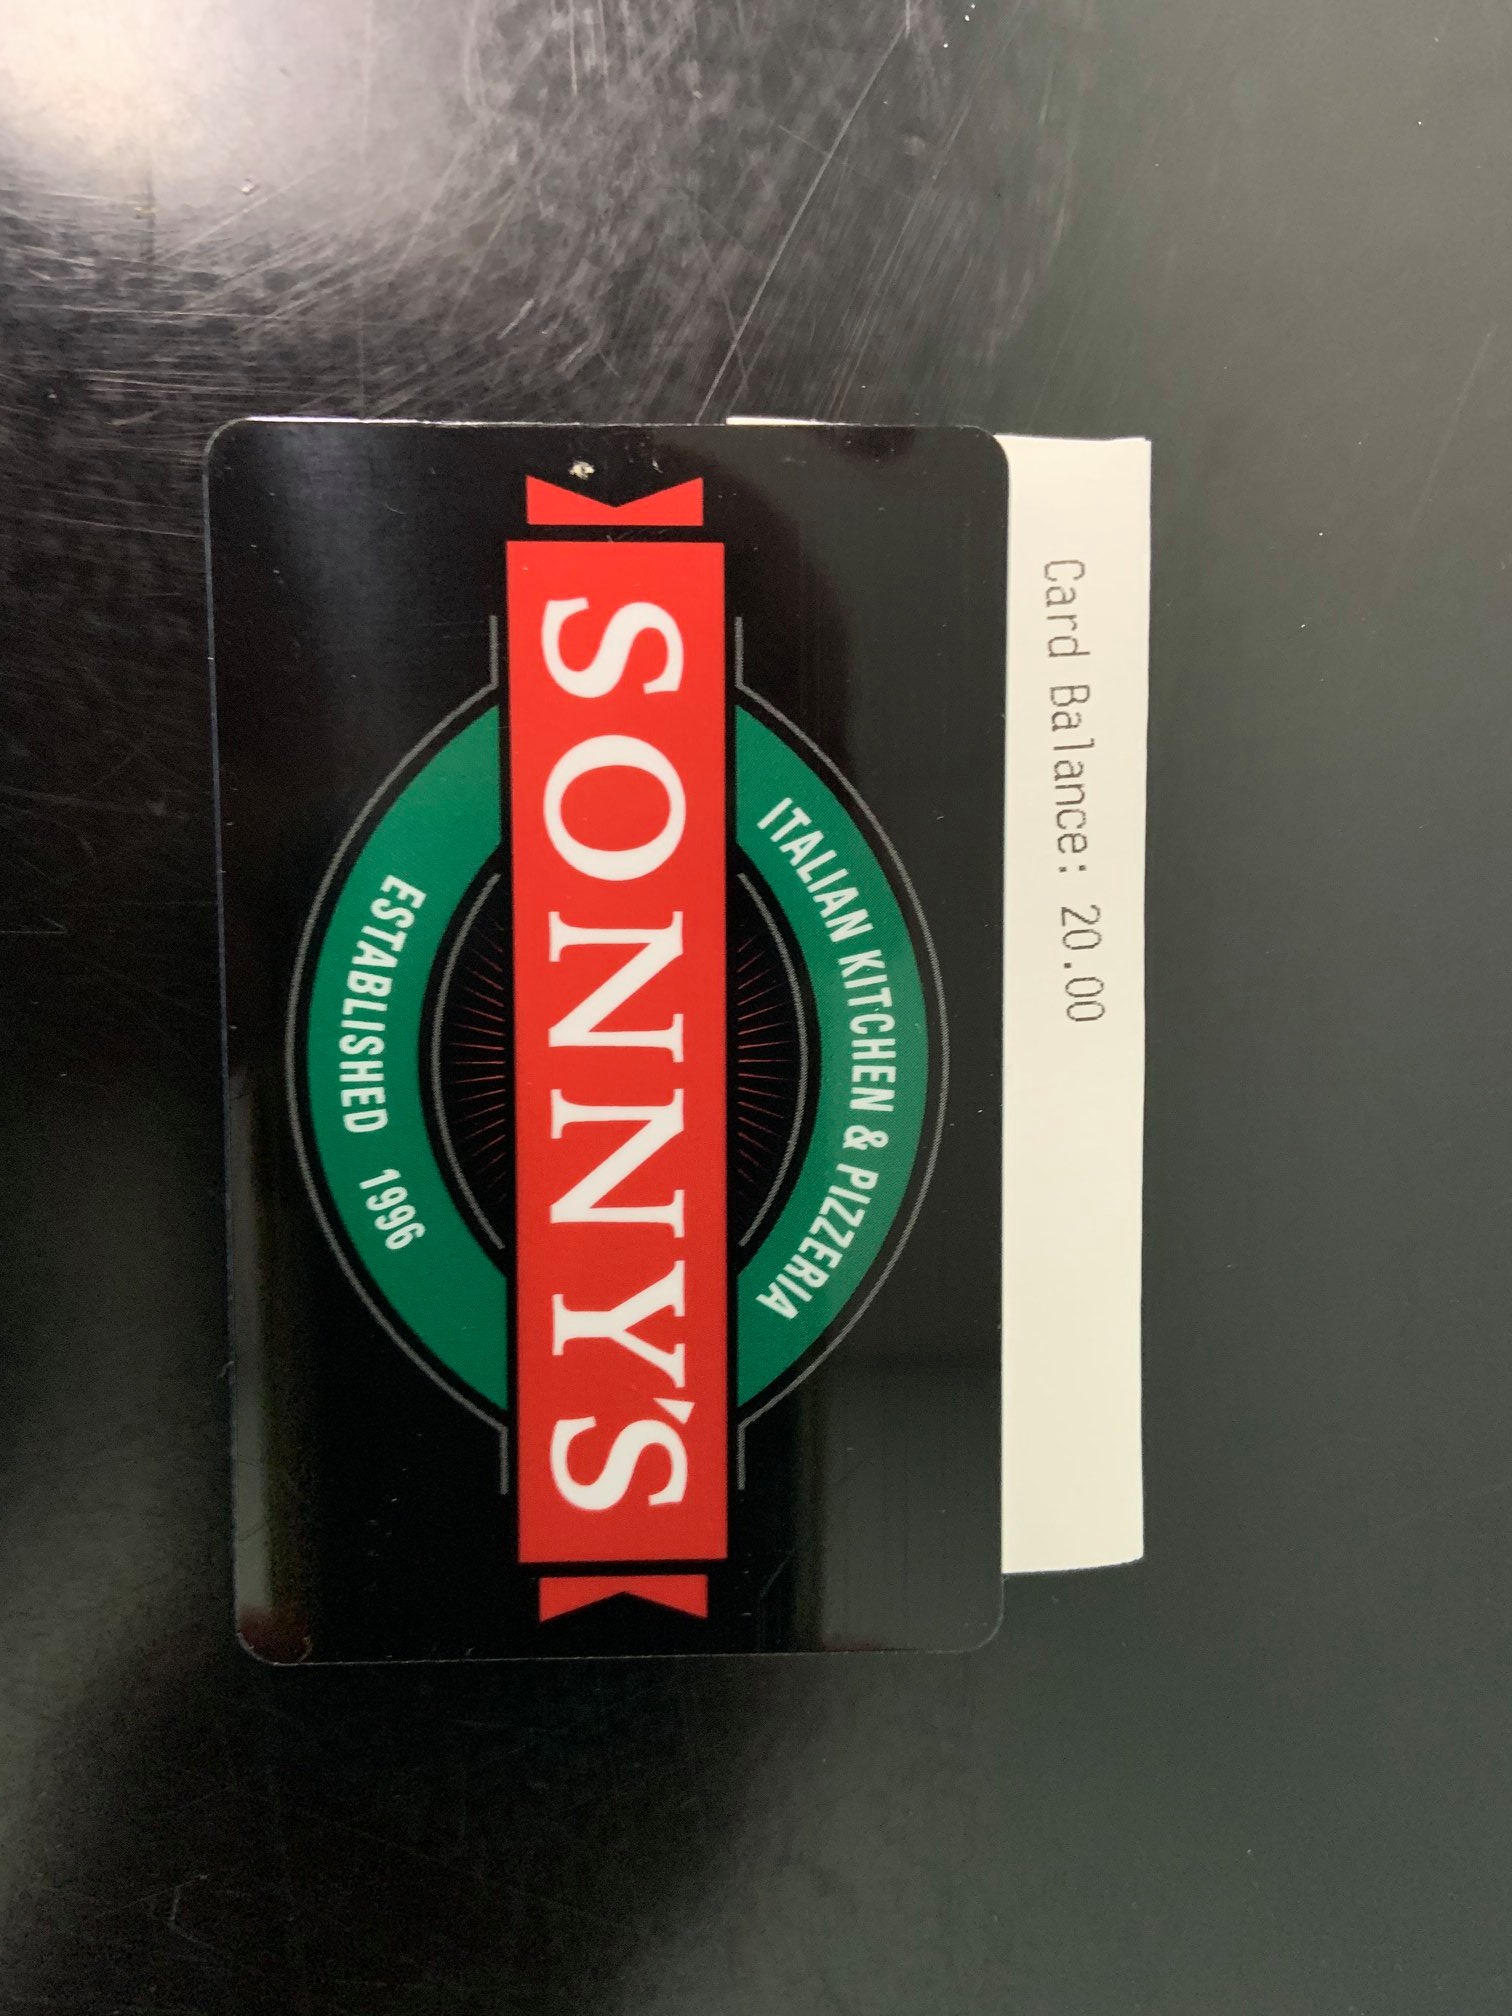 Card Balance: 20.00
ITALIAN KITCHEN & PIZZERIA
SONNY'S
ESTABLISHED 1996